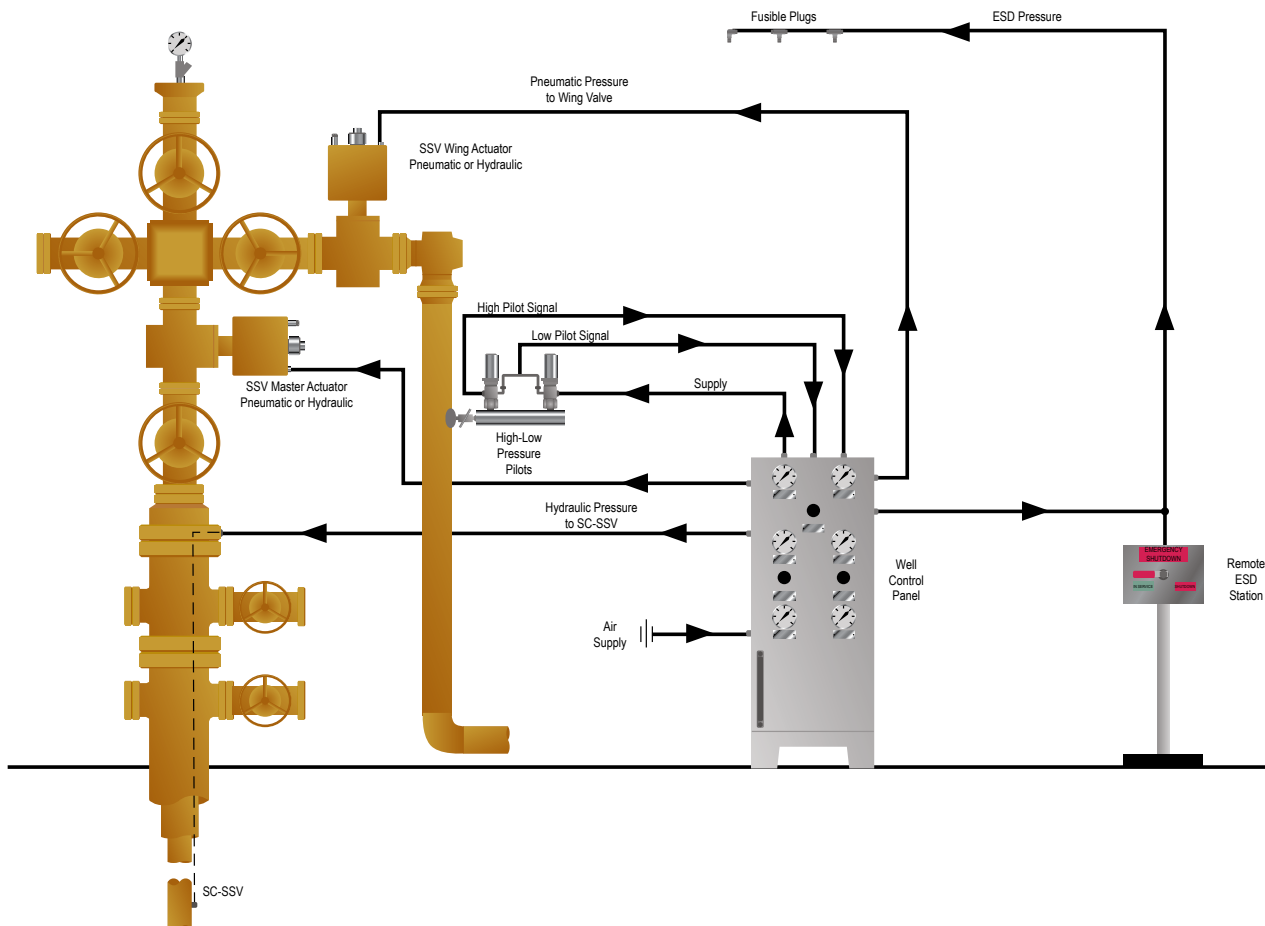 Fusible Plugs
ESD Pressure
Pneumatic Pressure
to Wing Valve
SSV Wing Actuator
Pneumatic or Hydraulic
High Pilot Signal
Low Pilot Signal
Supply
SSV Master Actuator
Pneumatic or Hydraulic
High-Low
Pressure
Pilots
Hydraulic Pressure
to SC-SSV
Well
Control
Panel
EMERGENCY
SHUTDOWN
IN SERVICE
Remote
ESD
Station
Air
Supply
SC-SSV